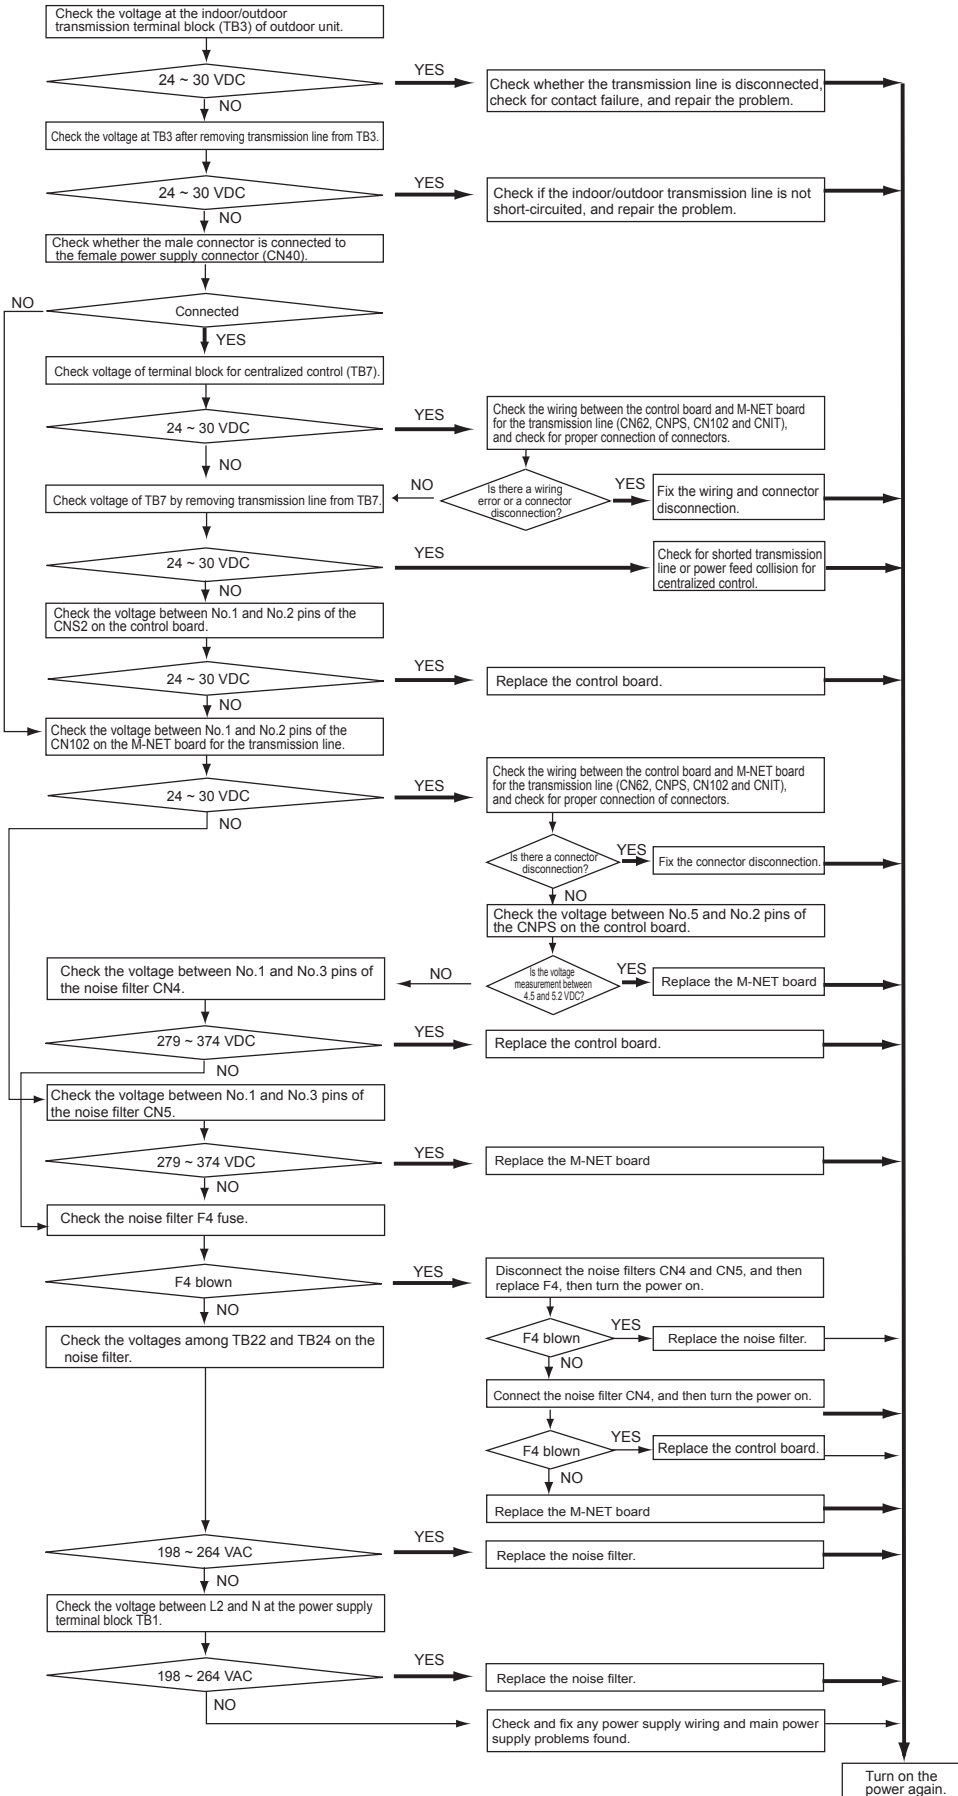 Check the voltage at the indoor/outdoor
transmission terminal block (TB3) of outdoor unit.
24 ~ 30 VDC
YES
Check whether the transmission line is disconnected,
check for contact failure, and repair the problem.
NO
Check the voltage at TB3 after removing transmission line from TB3.
24 ~ 30 VDC
YES
Check if the indoor/outdoor transmission line is not
short-circuited, and repair the problem.
NO
Check whether the male connector is connected to
the female power supply connector (CN40).
NO
Connected
YES
Check voltage of terminal block for centralized control (TB7).
24 ~ 30 VDC
YES
Check the wiring between the control board and M-NET board
for the transmission line (CN62, CNPS, CN102 and CNIT),
and check for proper connection of connectors.
NO
Check voltage of TB7 by removing transmission line from TB7.
NO
Is there a wiring
error or a connector
disconnection?
YES
Fix the wiring and connector
disconnection.
24 ~ 30 VDC
YES
Check for shorted transmission
line or power feed collision for
centralized control.
NO
Check the voltage between No.1 and No.2 pins of the
CNS2 on the control board.
24 ~ 30 VDC
YES
Replace the control board.
NO
Check the voltage between No.1 and No.2 pins of the
CN102 on the M-NET board for the transmission line.
24 ~ 30 VDC
YES
Check the wiring between the control board and M-NET board
for the transmission line (CN62, CNPS, CN102 and CNIT),
and check for proper connection of connectors.
NO
Is there a connector
disconnection?
YES
Fix the connector disconnection.
NO
Check the voltage between No.5 and No.2 pins of
the CNPS on the control board.
Check the voltage between No.1 and No.3 pins of
the noise filter CN4.
NO
Is the voltage
measurement between
4.5 and 5.2 VDC?
YES
Replace the M-NET board
279 ~ 374 VDC
YES
Replace the control board.
NO
Check the voltage between No.1 and No.3 pins of
the noise filter CN5.
279 ~ 374 VDC
YES
Replace the M-NET board
NO
Check the noise filter F4 fuse.
F4 blown
YES
Disconnect the noise filters CN4 and CN5, and then
replace F4, then turn the power on.
NO
Check the voltages among TB22 and TB24 on the
noise filter.
F4 blown
YES
Replace the noise filter.
NO
Connect the noise filter CN4, and then turn the power on.
F4 blown
YES
Replace the control board.
NO
Replace the M-NET board
198 ~ 264 VAC
YES
Replace the noise filter.
NO
Check the voltage between L2 and N at the power supply
terminal block TB1.
198 ~ 264 VAC
YES
Replace the noise filter.
NO
Check and fix any power supply wiring and main power
supply problems found.
Turn on the
power again.